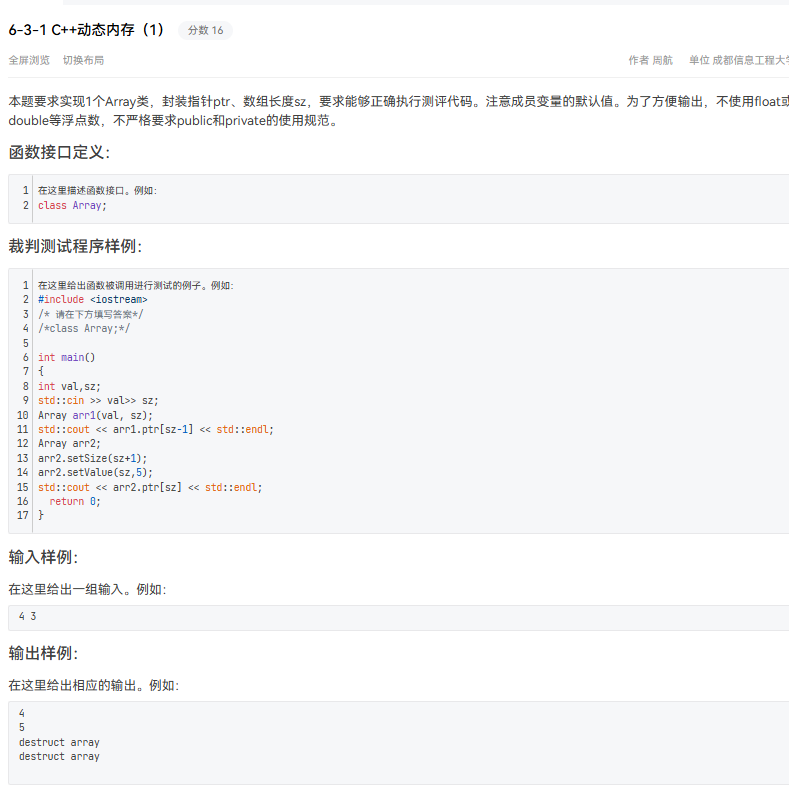 6-3-1 C++动态内存（1） 分数 16
全屏浏览 切换布局 作者 周航 单位 成都信息工程大学
本题要求实现1个Array类，封装指针ptr、数组长度sz，要求能够正确执行测评代码。注意成员变量的默认值。为了方便输出，不使用float或
double等浮点数，不严格要求public和private的使用规范。
函数接口定义：
1 在这里描述函数接口。例如：
2 class Array;
裁判测试程序样例：
1 在这里给出函数被调用进行测试的例子。例如：
2 #include <iostream>
3 /* 请在下方填写答案*/
4 /*class Array;*/
5
6 int main()
7 {
8 int val,sz;
9 std::cin >> val>> sz;
10 Array arr1(val, sz);
11 std::cout << arr1.ptr[sz-1] << std::endl;
12 Array arr2;
13 arr2.setSize(sz+1);
14 arr2.setValue(sz,5);
15 std::cout << arr2.ptr[sz] << std::endl;
16 return 0;
17 }
输入样例：
在这里给出一组输入。例如：
4 3
输出样例：
在这里给出相应的输出。例如：
4
5
destruct array
destruct array